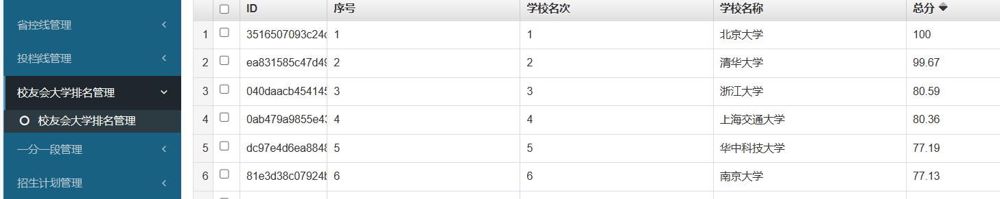 省控线管理
投档线管理
校友会大学排名管理
校友会大学排名管理
一分一段管理
招生计划管理
ID 序号 学校名次 学校名称 总分
1 3516507093c24c 1 1 北京大学 100
2 ea831585c47d49 2 2 清华大学 99.67
3 040daacb454145 3 3 浙江大学 80.59
4 0ab479a9855e43 4 4 上海交通大学 80.36
5 dc97e4d6ea8848 5 5 华中科技大学 77.19
6 81e3d38c07924b 6 6 南京大学 77.13